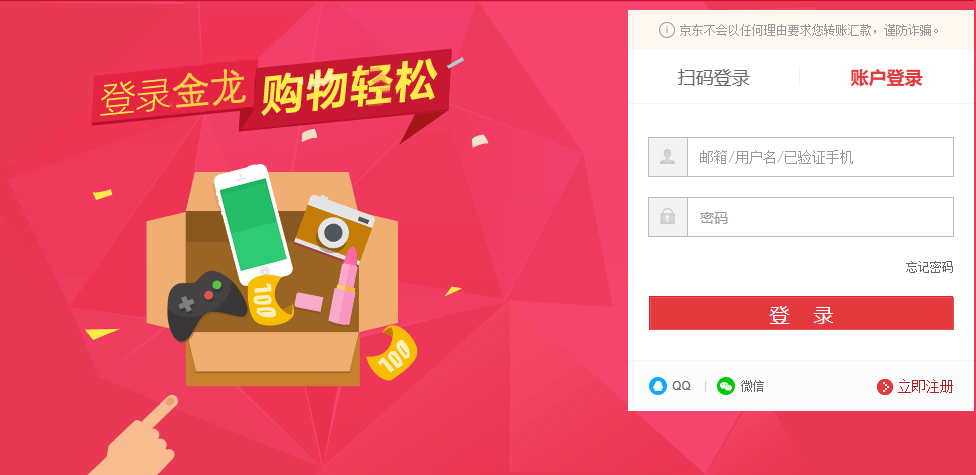 登录金龙 购物轻松
100
100
京东不会以任何理由要求您转账汇款，谨防诈骗。
扫码登录 账户登录
邮箱/用户名/已验证手机
密码
忘记密码
登 录
QQ | 微信 立即注册